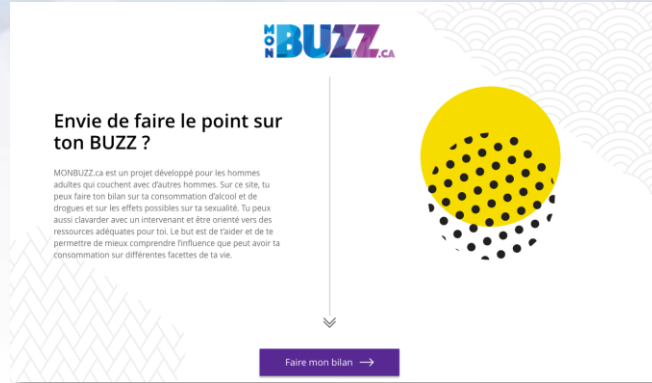 MON BUZZ.CA
Envie de faire le point sur
ton BUZZ ?
MONBUZZ.ca est un projet développé pour les hommes
adultes qui couchent avec d'autres hommes. Sur ce site, tu
peux faire ton bilan sur ta consommation d'alcool et de
drogues et sur les effets possibles sur ta sexualité. Tu peux
aussi clavarder avec un intervenant et être orienté vers des
ressources adéquates pour toi. Le but est de t'aider et de te
permettre de mieux comprendre l'influence que peut avoir ta
consommation sur différentes facettes de ta vie.
Faire mon bilan